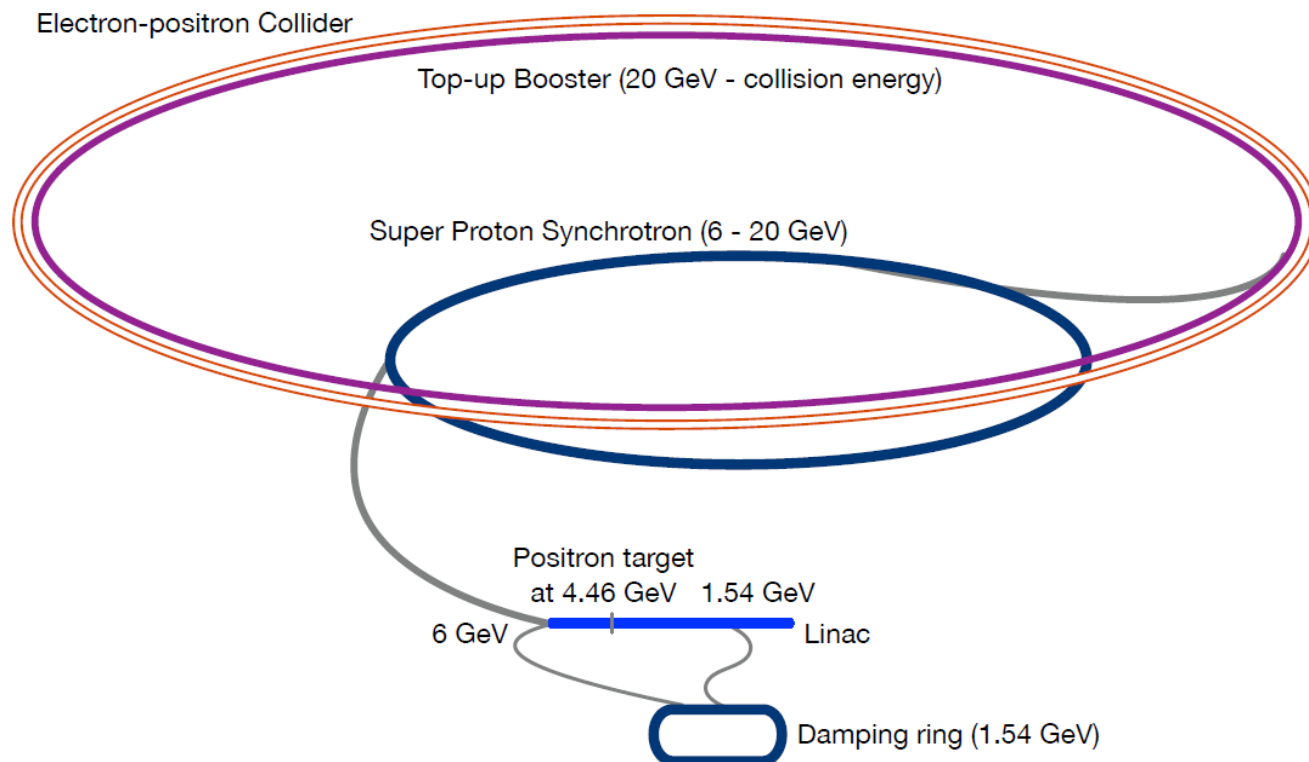 Electron-positron Collider
Top-up Booster (20 GeV - collision energy)
Super Proton Synchrotron (6 - 20 GeV)
Positron target
at 4.46 GeV
1.54 GeV
6 GeV
Linac
Damping ring (1.54 GeV)